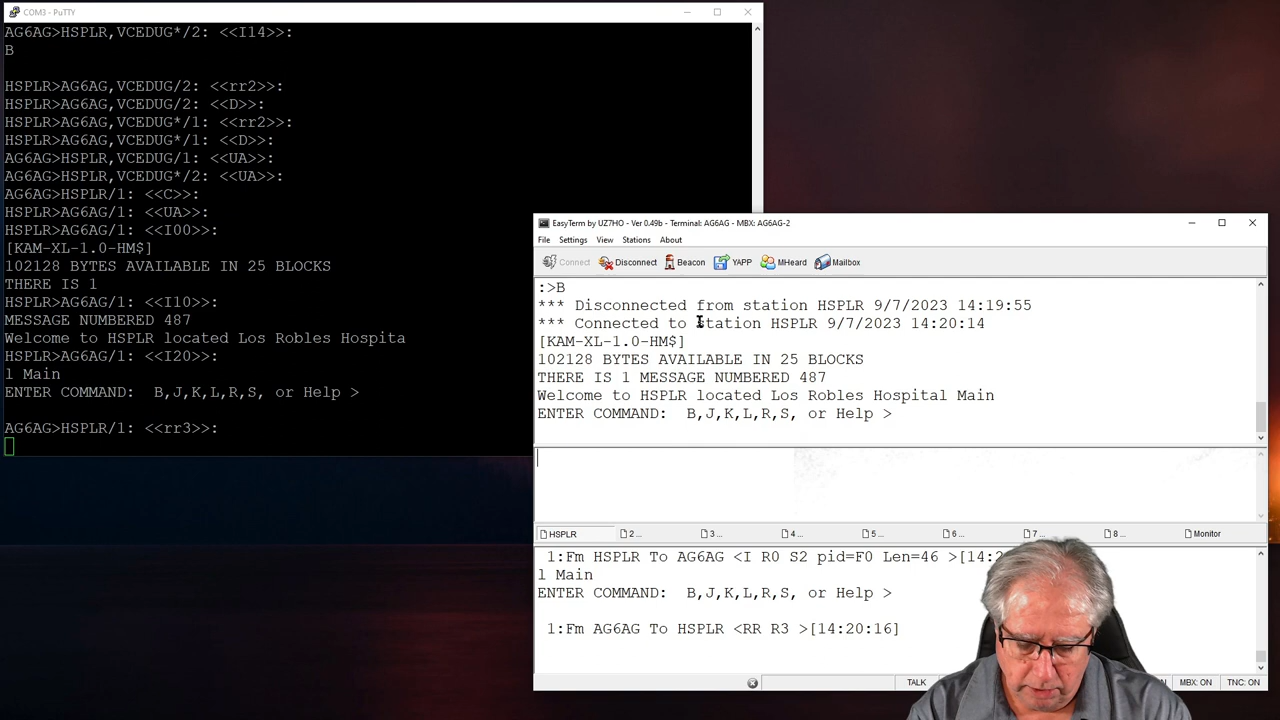 COM3 - PuTTY
AG6AG>HSPLR,VCEDUG*/2: <<I14>>:
B
HSPLR>AG6AG,VCEDUG/2: <<rr2>>:
HSPLR>AG6AG,VCEDUG/2: <<D>>:
HSPLR>AG6AG,VCEDUG*/1: <<rr2>>:
HSPLR>AG6AG,VCEDUG*/1: <<D>>:
AG6AG>HSPLR,VCEDUG/1: <<UA>>:
AG6AG>HSPLR,VCEDUG*/2: <<UA>>:
AG6AG>HSPLR/1: <<C>>:
HSPLR>AG6AG/1: <<UA>>:
HSPLR>AG6AG/1: <<I00>>:
[KAM-XL-1.0-HM$]
102128 BYTES AVAILABLE IN 25 BLOCKS
THERE IS 1
HSPLR>AG6AG/1: <<I10>>:
MESSAGE NUMBERED 487
Welcome to HSPLR located Los Robles Hospita
HSPLR>AG6AG/1: <<I20>>:
l Main
ENTER COMMAND:  B,J,K,L,R,S, or Help >
AG6AG>HSPLR/1: <<rr3>>:
EasyTerm by UZ7HO - Ver 0.49b - Terminal: AG6AG - MBX: AG6AG-2
File Settings View Stations About
Connect Disconnect Beacon YAPP MHeard Mailbox
:>B
*** Disconnected from station HSPLR 9/7/2023 14:19:55
*** Connected to station HSPLR 9/7/2023 14:20:14
[KAM-XL-1.0-HM$]
102128 BYTES AVAILABLE IN 25 BLOCKS
THERE IS 1 MESSAGE NUMBERED 487
Welcome to HSPLR located Los Robles Hospital Main
ENTER COMMAND:  B,J,K,L,R,S, or Help >
HSPLR 2 ... 3 ... 4 ... 5 ... 6 ... 7 ... 8 ... Monitor
1:Fm HSPLR To AG6AG <I R0 S2 pid=F0 Len=46 >[14:2
l Main
ENTER COMMAND:  B,J,K,L,R,S, or Help >
1:Fm AG6AG To HSPLR <RR R3 >[14:20:16]
TALK MBX: ON TNC: ON